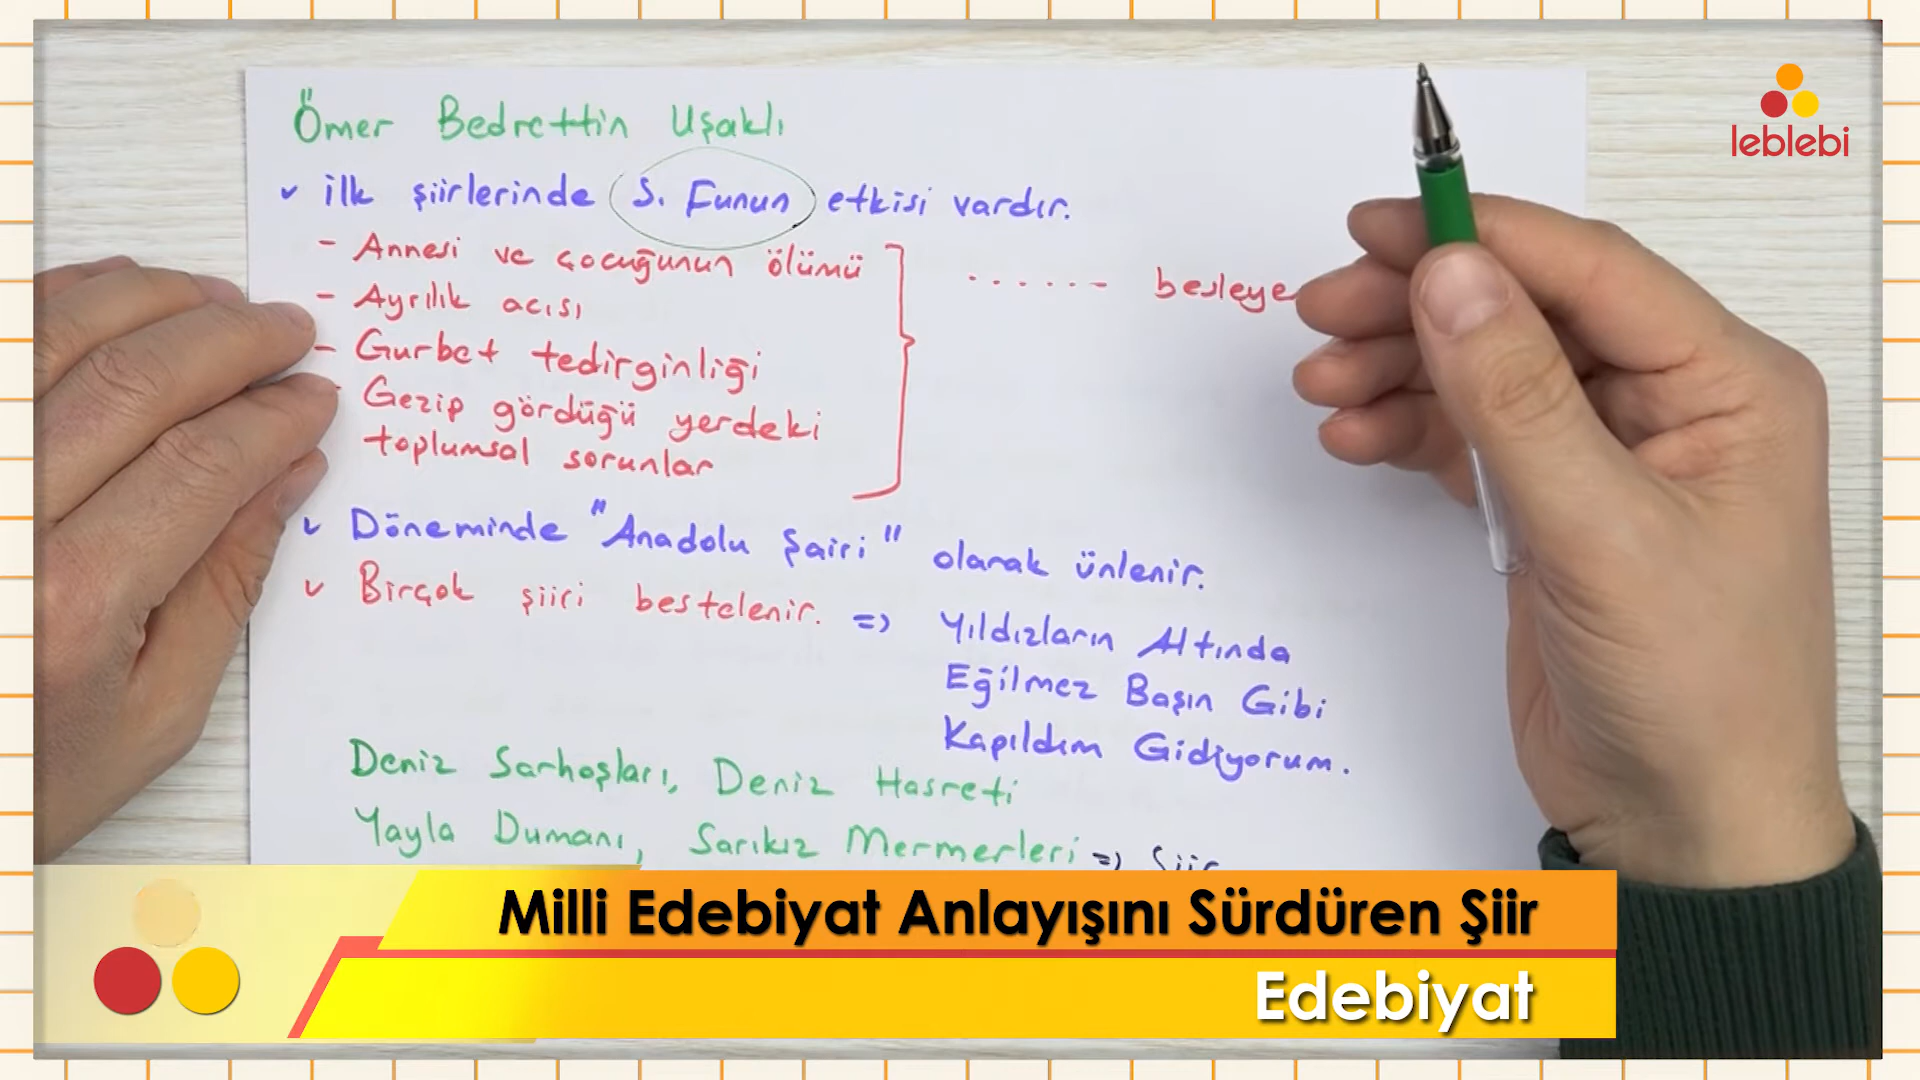 Ömer Bedrettin Uşaklı
✓ İlk şiirlerinde S. Funun etkisi vardır.
- Annesi ve çocuğunun ölümü
- Ayrılık acısı
- Gurbet tedirginliği
- Gezip gördüğü yerdeki
toplumsal sorunlar
...... besleye
✓ Döneminde "Anadolu Şairi" olarak ünlenir.
✓ Birçok şiiri bestelenir. => Yıldızların Altında
Eğilmez Başın Gibi
Kapıldım Gidiyorum.
Deniz Sarhoşları, Deniz Hasreti
Yayla Dumanı, Sarıkız Mermerleri => Şiir
leblebi
Milli Edebiyat Anlayışını Sürdüren Şiir
Edebiyat